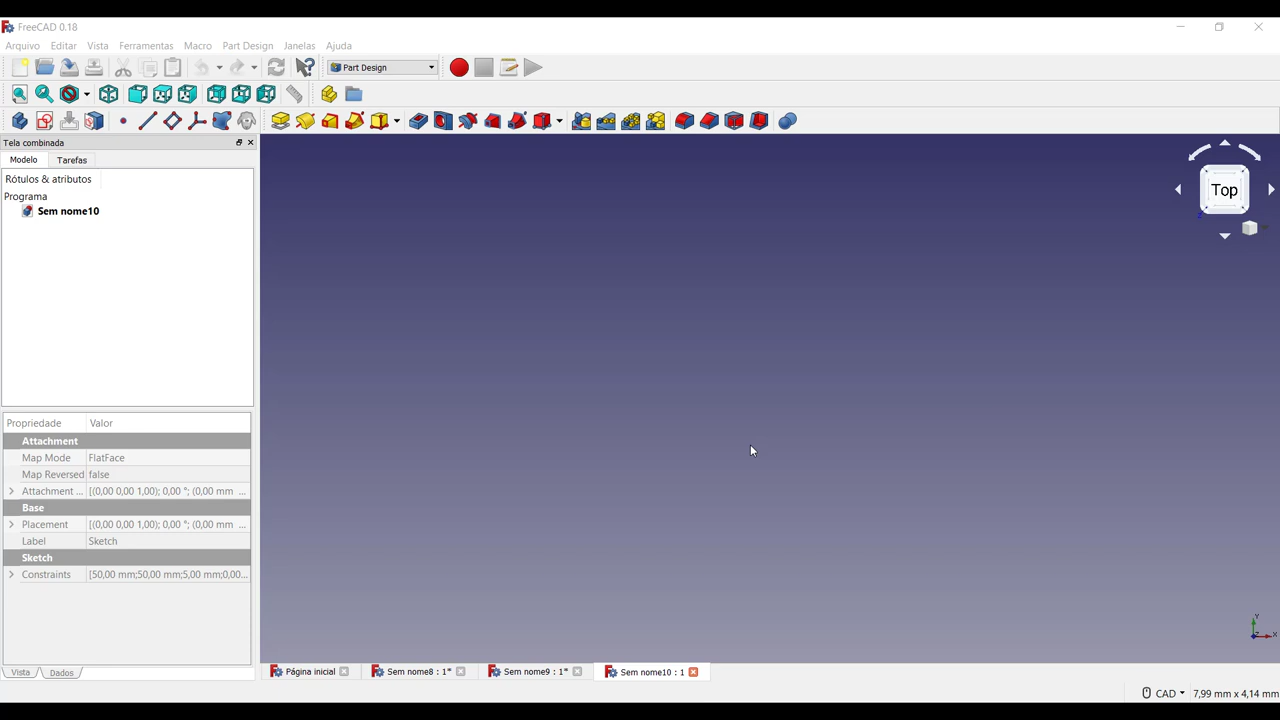 FreeCAD 0.18
Arquivo Editar Vista Ferramentas Macro Part Design Janelas Ajuda
Part Design
Tela combinada
Modelo Tarefas
Rótulos & atributos
Programa
Sem nome10
Propriedade Valor
Attachment
Map Mode FlatFace
Map Reversed false
Attachment ... [(0,00 0,00 1,00); 0,00 °; (0,00 mm ...
Base
Placement [(0,00 0,00 1,00); 0,00 °; (0,00 mm ...
Label Sketch
Sketch
Constraints [50,00 mm;50,00 mm;5,00 mm;0,00...
Vista Dados
Top
Z
Y
Z X
Página inicial Sem nome8 : 1* Sem nome9 : 1* Sem nome10 : 1
CAD 7,99 mm x 4,14 mm